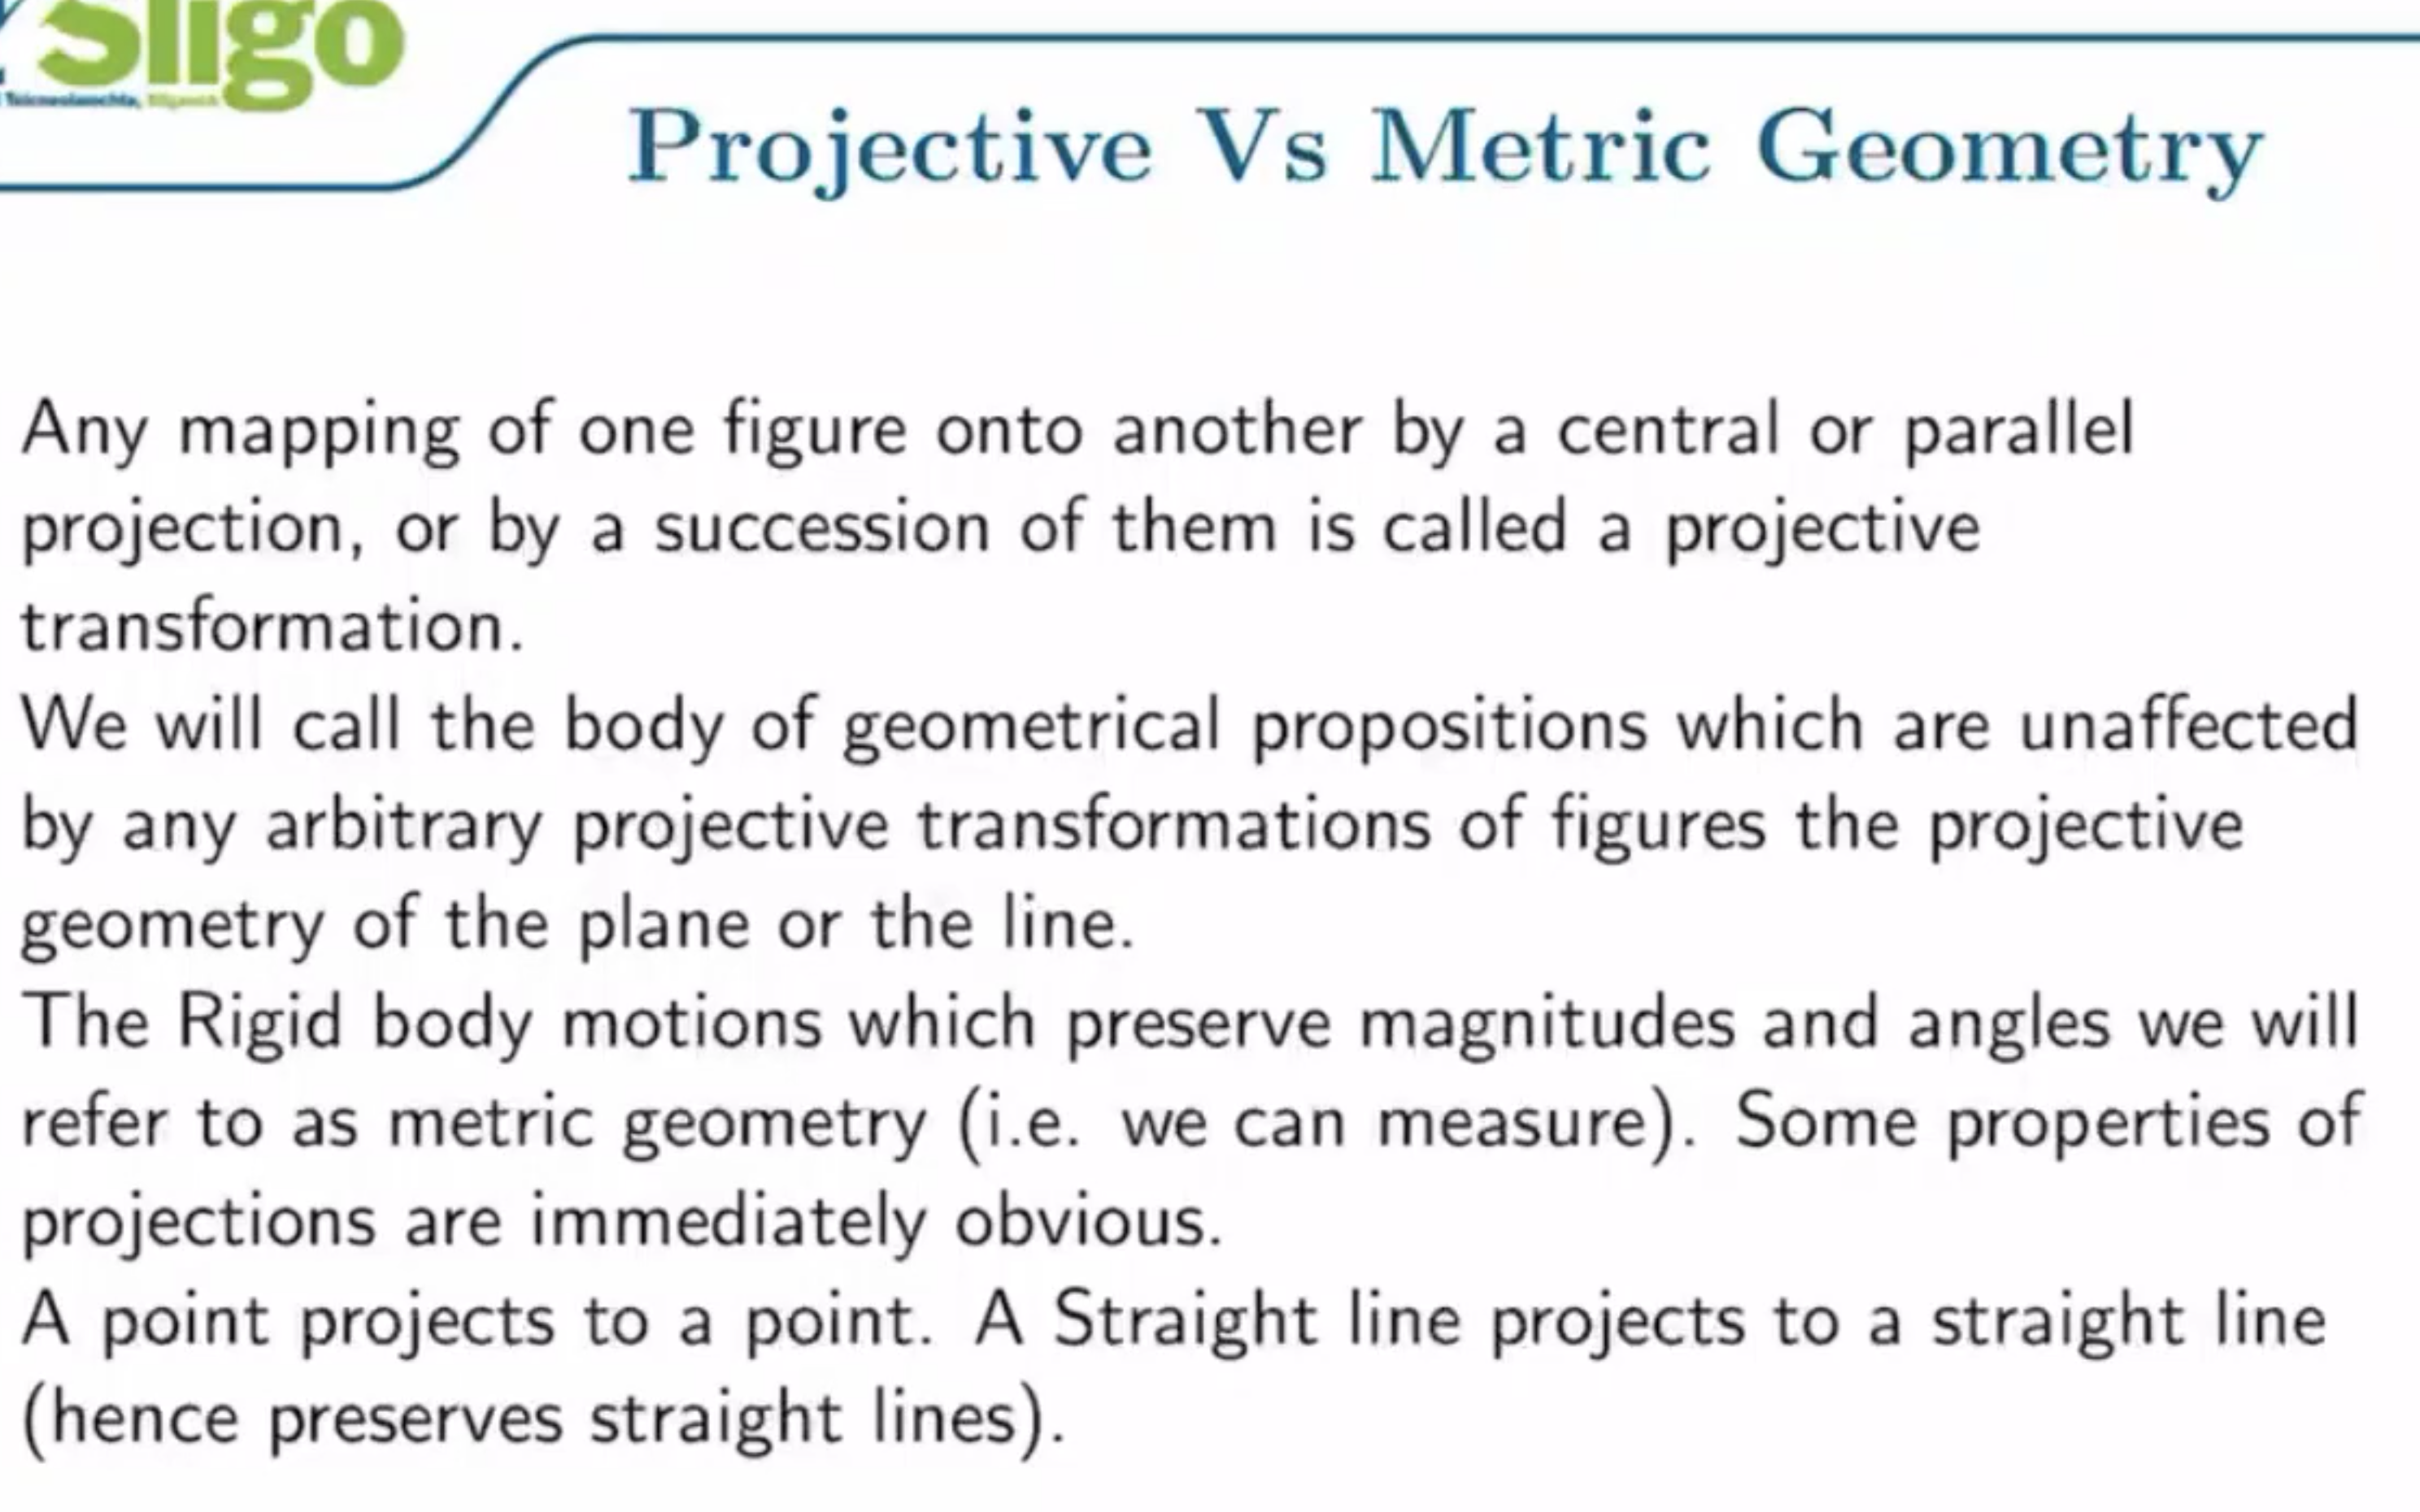 Sligo
Projective Vs Metric Geometry
Any mapping of one figure onto another by a central or parallel
projection, or by a succession of them is called a projective
transformation.
We will call the body of geometrical propositions which are unaffected
by any arbitrary projective transformations of figures the projective
geometry of the plane or the line.
The Rigid body motions which preserve magnitudes and angles we will
refer to as metric geometry (i.e. we can measure). Some properties of
projections are immediately obvious.
A point projects to a point. A Straight line projects to a straight line
(hence preserves straight lines).